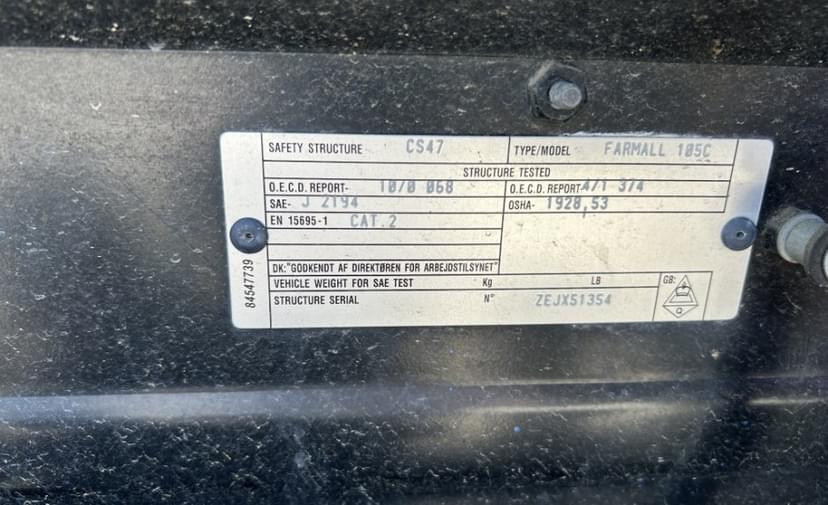 SAFETY STRUCTURE CS47 TYPE/MODEL FARMALL 105C
STRUCTURE TESTED
O.E.C.D. REPORT- 10/0 068 O.E.C.D. REPORT- 4/1 374
SAE- J 2194 OSHA- 1928,53
EN 15695-1 CAT.2
DK:"GODKENDT AF DIREKTØREN FOR ARBEJDSTILSYNET"
VEHICLE WEIGHT FOR SAE TEST Kg LB GB:
STRUCTURE SERIAL N° ZEJX51354
Q
84547739